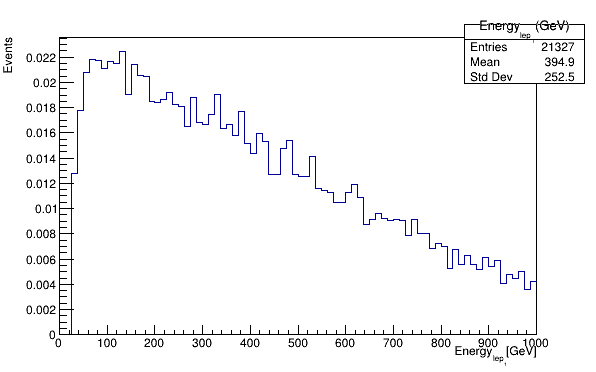 Energy_lep_1 (GeV)
Entries 21327
Mean 394.9
Std Dev 252.5
Events
0.022
0.02
0.018
0.016
0.014
0.012
0.01
0.008
0.006
0.004
0.002
0
0 100 200 300 400 500 600 700 800 900 1000
Energy_lep_1 [GeV]